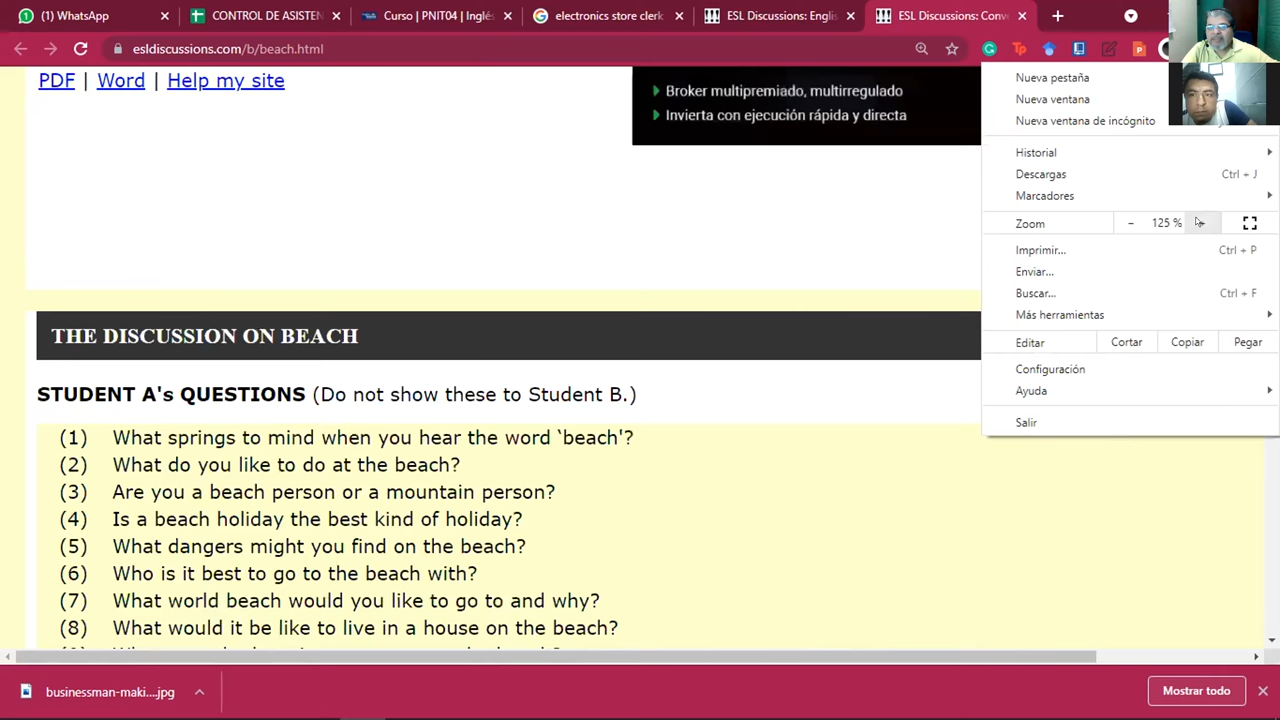 WhatsApp
CONTROL DE ASISTEN
Curso | PNIT04 | Inglés
electronics store clerk
ESL Discussions: Englis
ESL Discussions: Conve
esldiscussions.com/b/beach.html
PDF | Word | Help my site
Broker multipremiado, multirregulado
Invierta con ejecución rápida y directa
Nueva pestaña
Nueva ventana
Nueva ventana de incógnito
Historial
Descargas Ctrl + J
Marcadores
Zoom - 125 % +
Imprimir... Ctrl + P
Enviar...
Buscar... Ctrl + F
Más herramientas
Editar Cortar Copiar Pegar
Configuración
Ayuda
Salir
THE DISCUSSION ON BEACH
STUDENT A's QUESTIONS (Do not show these to Student B.)
(1) What springs to mind when you hear the word ‘beach'?
(2) What do you like to do at the beach?
(3) Are you a beach person or a mountain person?
(4) Is a beach holiday the best kind of holiday?
(5) What dangers might you find on the beach?
(6) Who is it best to go to the beach with?
(7) What world beach would you like to go to and why?
(8) What would it be like to live in a house on the beach?
businessman-maki....jpg
Mostrar todo